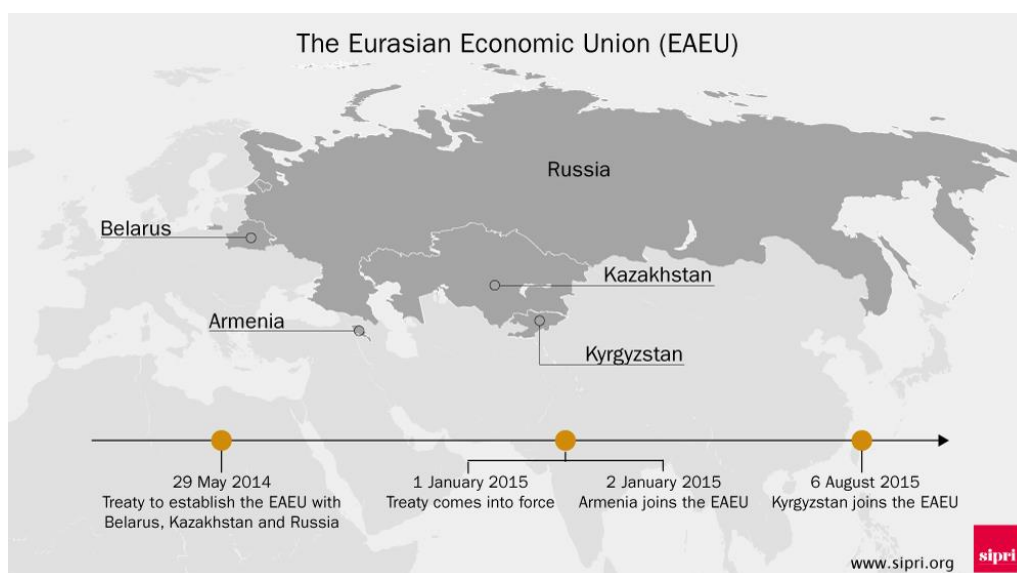 The Eurasian Economic Union (EAEU)
Russia
Belarus
Kazakhstan
Armenia
Kyrgyzstan
29 May 2014
Treaty to establish the EAEU with
Belarus, Kazakhstan and Russia
1 January 2015
Treaty comes into force
2 January 2015
Armenia joins the EAEU
6 August 2015
Kyrgyzstan joins the EAEU
www.sipri.org
sipri